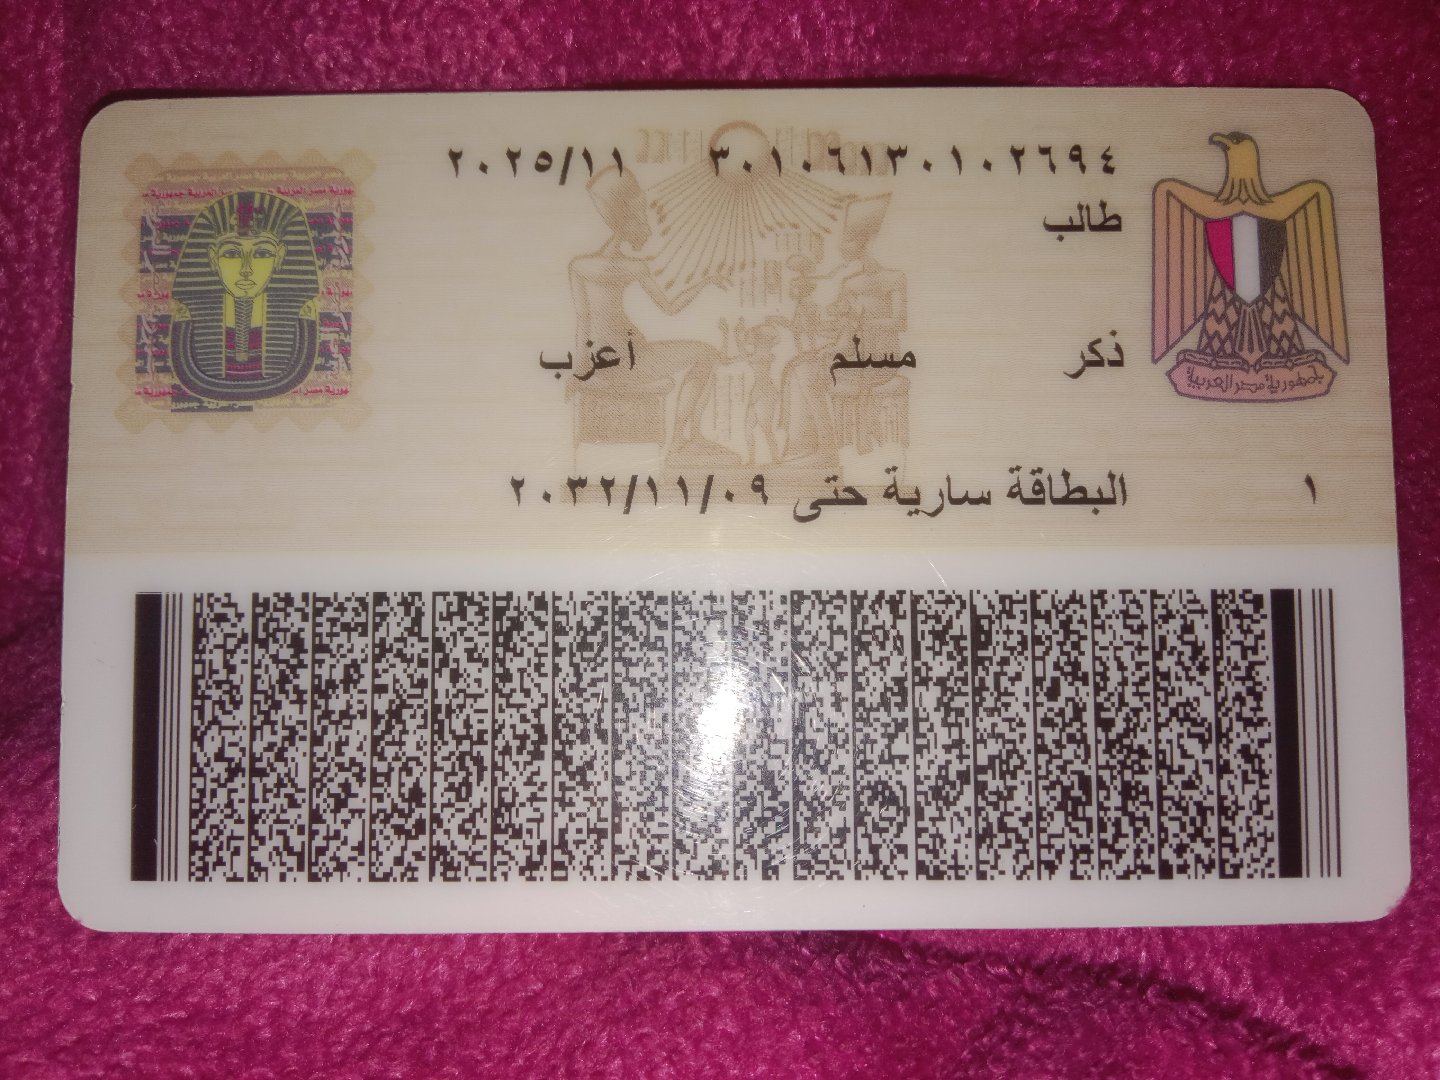 ٣٠١٠٦١٣٠١٠٢٦٩٤ ٢٠٢٥/١١
طالب
ذكر مسلم أعزب
١ البطاقة سارية حتى ٢٠٣٢/١١/٠٩
جمهورية مصر العربية